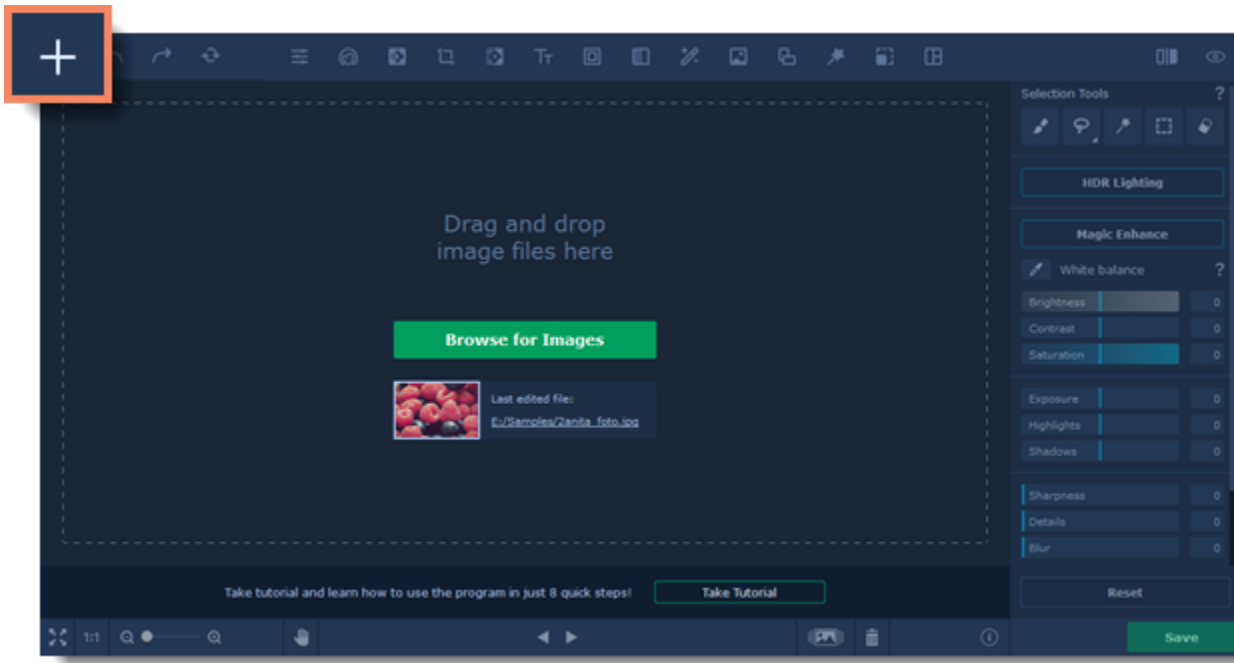 Selection Tools ?
HDR Lighting
Magic Enhance
White balance ?
Brightness 0
Contrast 0
Saturation 0
Exposure 0
Highlights 0
Shadows 0
Sharpness 0
Details 0
Blur 0
Reset
Drag and drop
image files here
Browse for Images
Last edited file:
E:/Samples/2anita_foto.jpg
Take tutorial and learn how to use the program in just 8 quick steps!
Take Tutorial
1:1
Save